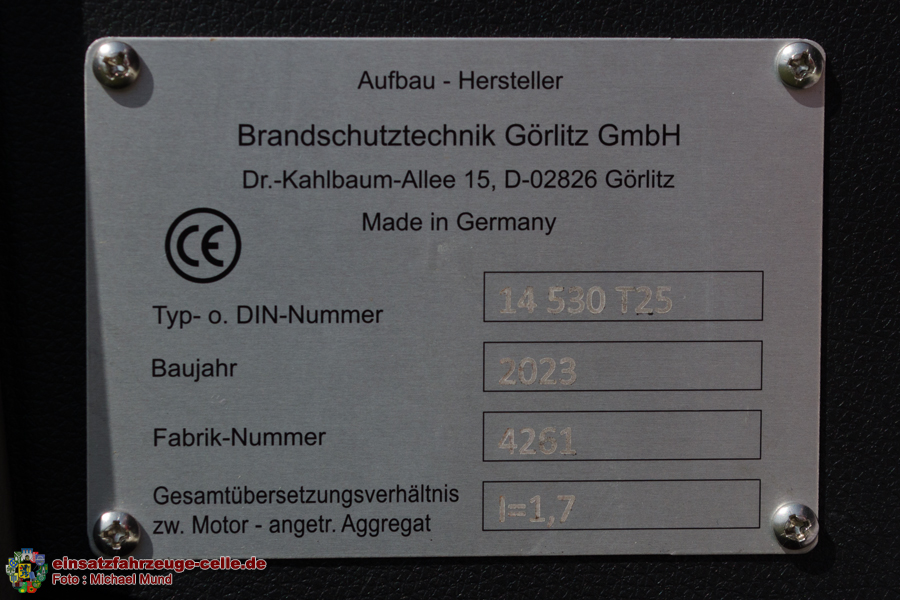 Aufbau - Hersteller
Brandschutztechnik Görlitz GmbH
Dr.-Kahlbaum-Allee 15, D-02826 Görlitz
Made in Germany
CE
Typ- o. DIN-Nummer 14 530 T25
Baujahr 2023
Fabrik-Nummer 4261
Gesamtübersetzungsverhältnis
zw. Motor - angetr. Aggregat I=1,7
einsatzfahrzeuge-celle.de
Foto : Michael Mund